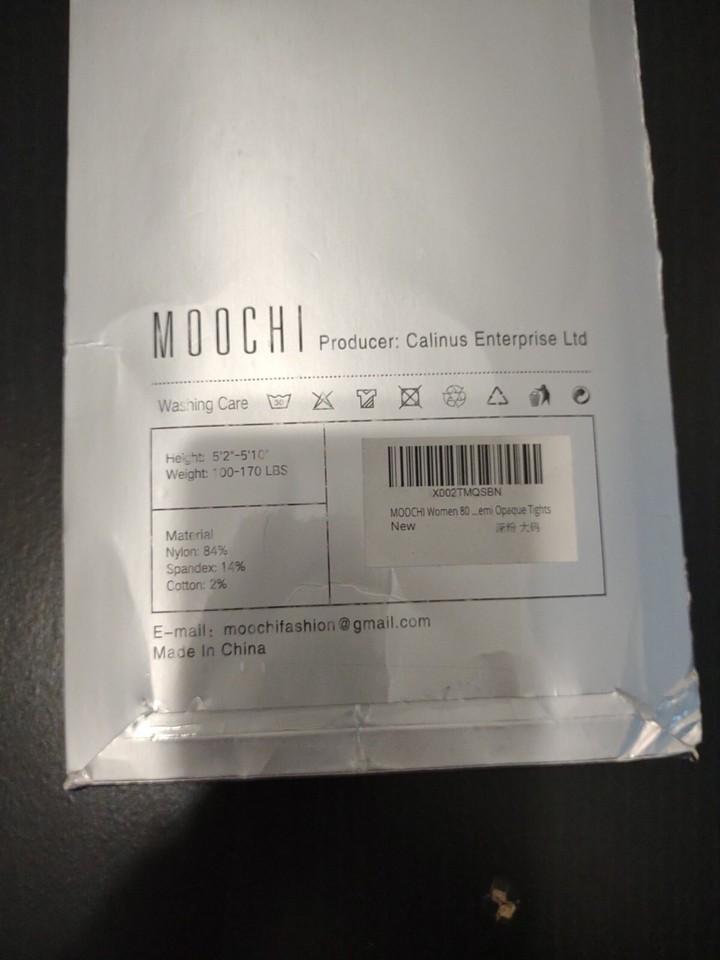 MOOCHI Producer: Calinus Enterprise Ltd
Washing Care 30
Height: 5'2"-5'10"
Weight: 100-170 LBS
Material
Nylon: 84%
Spandex: 14%
Cotton: 2%
X002TMQSBN
MOOCHI Women 80 ...emi Opaque Tights
New 深粉 大码
E-mail: moochifashion@gmail.com
Made In China